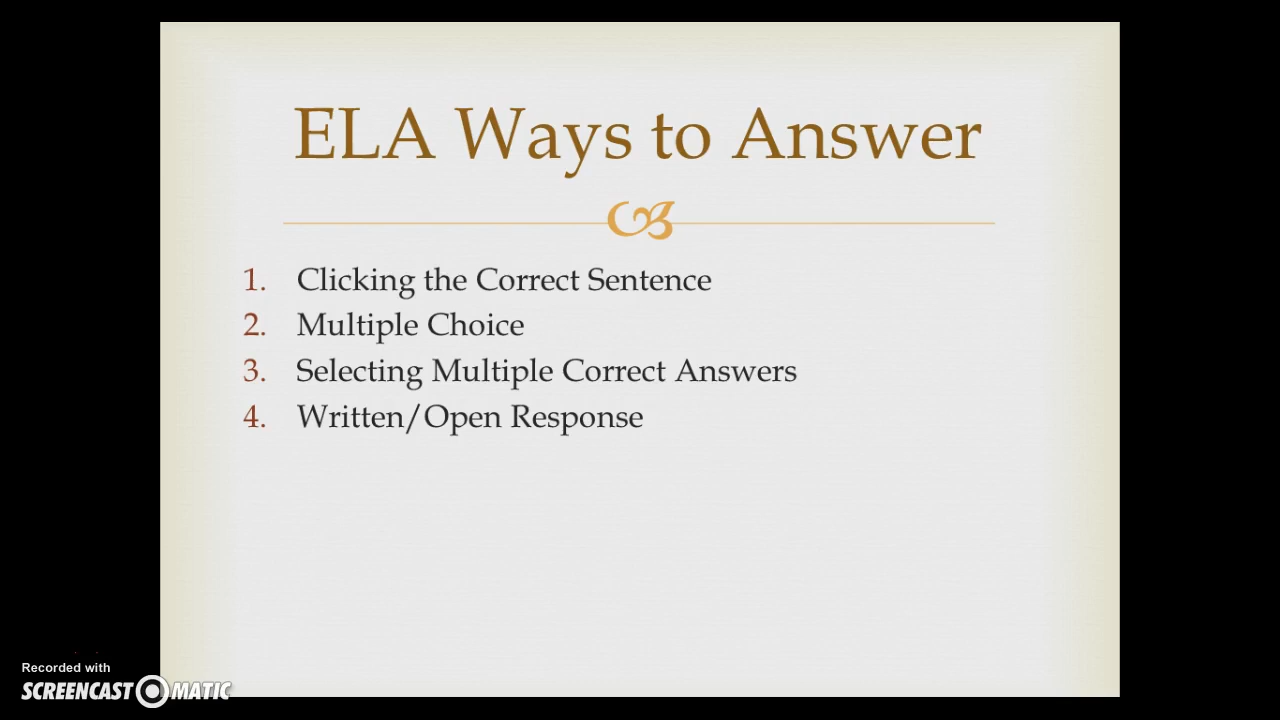 ELA Ways to Answer
1. Clicking the Correct Sentence
2. Multiple Choice
3. Selecting Multiple Correct Answers
4. Written/Open Response
Recorded with
SCREENCAST MATIC